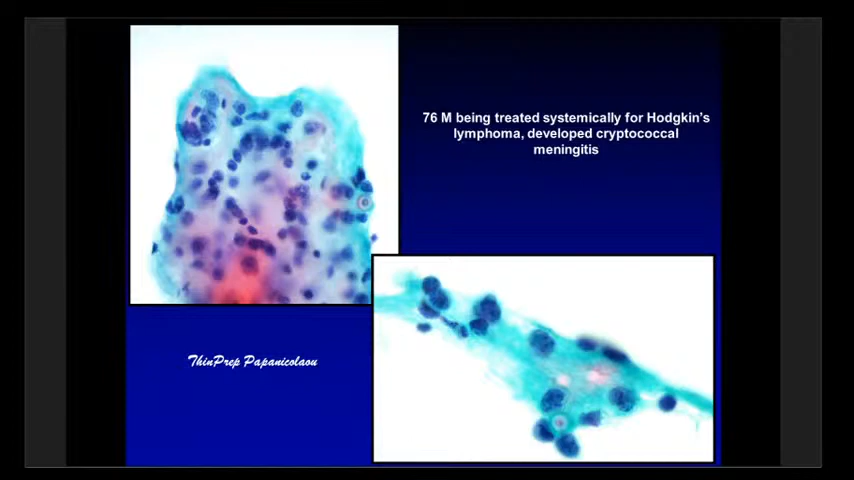 76 M being treated systemically for Hodgkin's
lymphoma, developed cryptococcal
meningitis
ThinPrep Papanicolaou